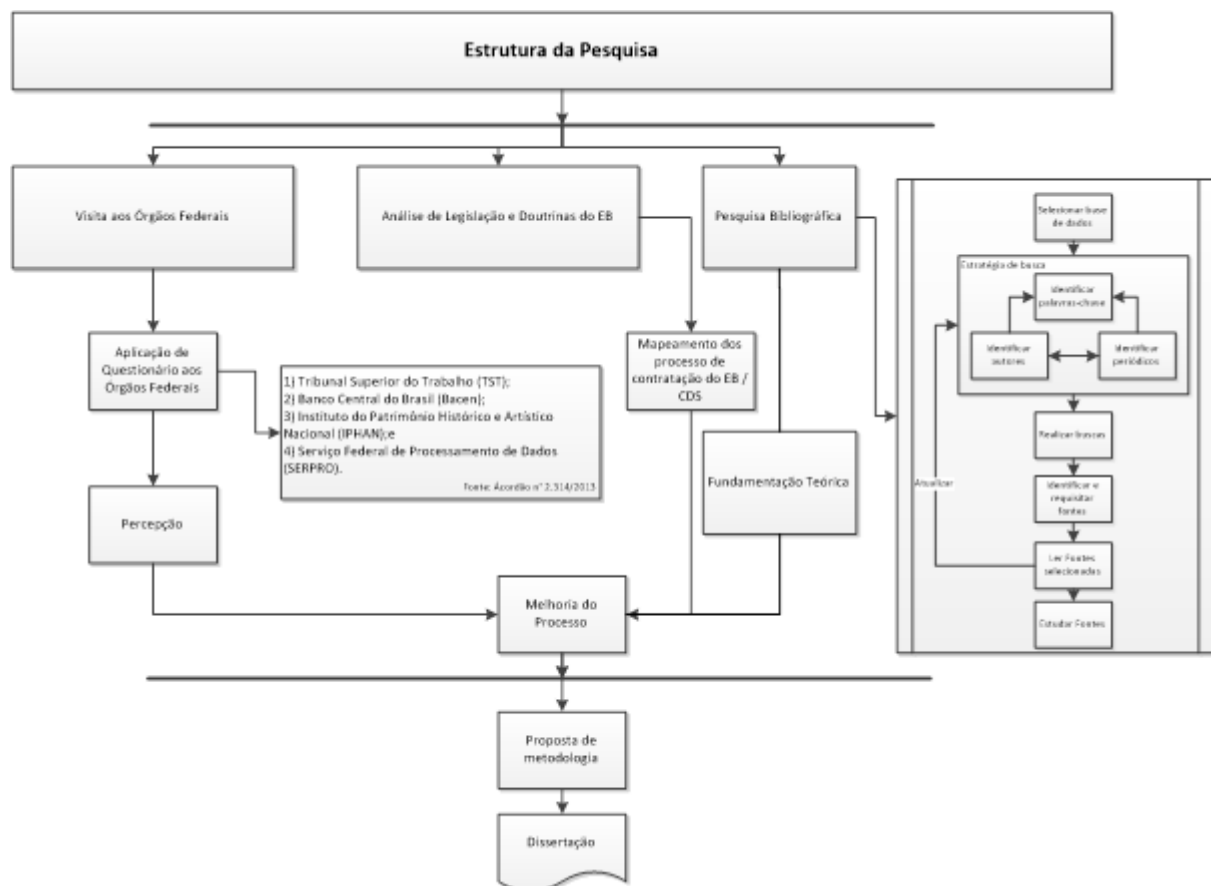 Estrutura da Pesquisa
Visita aos Órgãos Federais
Análise de Legislação e Doutrinas do EB
Pesquisa Bibliográfica
Aplicação de
Questionário aos
Órgãos Federais
1) Tribunal Superior do Trabalho (TST);
2) Banco Central do Brasil (Bacen);
3) Instituto do Patrimônio Histórico e Artístico
Nacional (IPHAN);e
4) Serviço Federal de Processamento de Dados
(SERPRO).
Fonte: Acordão n° 2.314/2013
Mapeamento dos
processo de
contratação do EB /
CDS
Percepção
Fundamentação Teórica
Melhoria do
Processo
Proposta de
metodologia
Dissertação
Selecionar base
de dados
Estratégia de busca
Identificar
palavras-chave
Identificar
autores
Identificar
periódicos
Realizar buscas
Atualizar
Identificar e
requisitar
fontes
Ler Fontes
selecionadas
Estudar Fontes